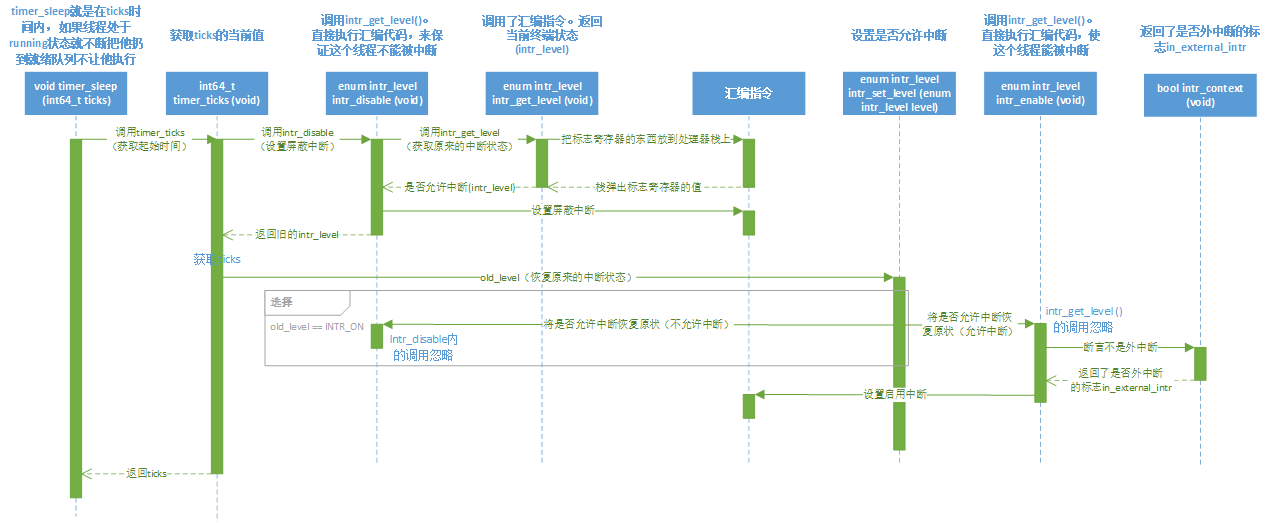 timer_sleep就是在ticks时
间内，如果线程处于
running状态就不断把他扔
到就绪队列不让他执行
获取ticks的当前值
调用intr_get_level()。
直接执行汇编代码，来保
证这个线程不能被中断
调用了汇编指令。返回
当前终端状态
(intr_level)
设置是否允许中断
调用intr_get_level()。
直接执行汇编代码，使
这个线程能被中断
返回了是否外中断的标
志in_external_intr
void timer_sleep
(int64_t ticks)
int64_t
timer_ticks (void)
enum intr_level
intr_disable (void)
enum intr_level
intr_get_level (void)
汇编指令
enum intr_level
intr_set_level (enum
intr_level level)
enum intr_level
intr_enable (void)
bool intr_context
(void)
调用timer_ticks
（获取起始时间）
调用intr_disable
（设置屏蔽中断）
调用intr_get_level
（获取原来的中断状态）
把标志寄存器的东西放到处理器栈上
是否允许中断(intr_level)
栈弹出标志寄存器的值
设置屏蔽中断
返回旧的intr_level
获取ticks
old_level（恢复原来的中断状态）
选择
old_level == INTR_ON
将是否允许中断恢复原状（不允许中断）
将是否允许中断恢
复原状（允许中断）
intr_get_level ()
的调用忽略
Intr_disable内
的调用忽略
断言不是外中断
返回了是否外中断
的标志in_external_intr
设置启用中断
返回ticks